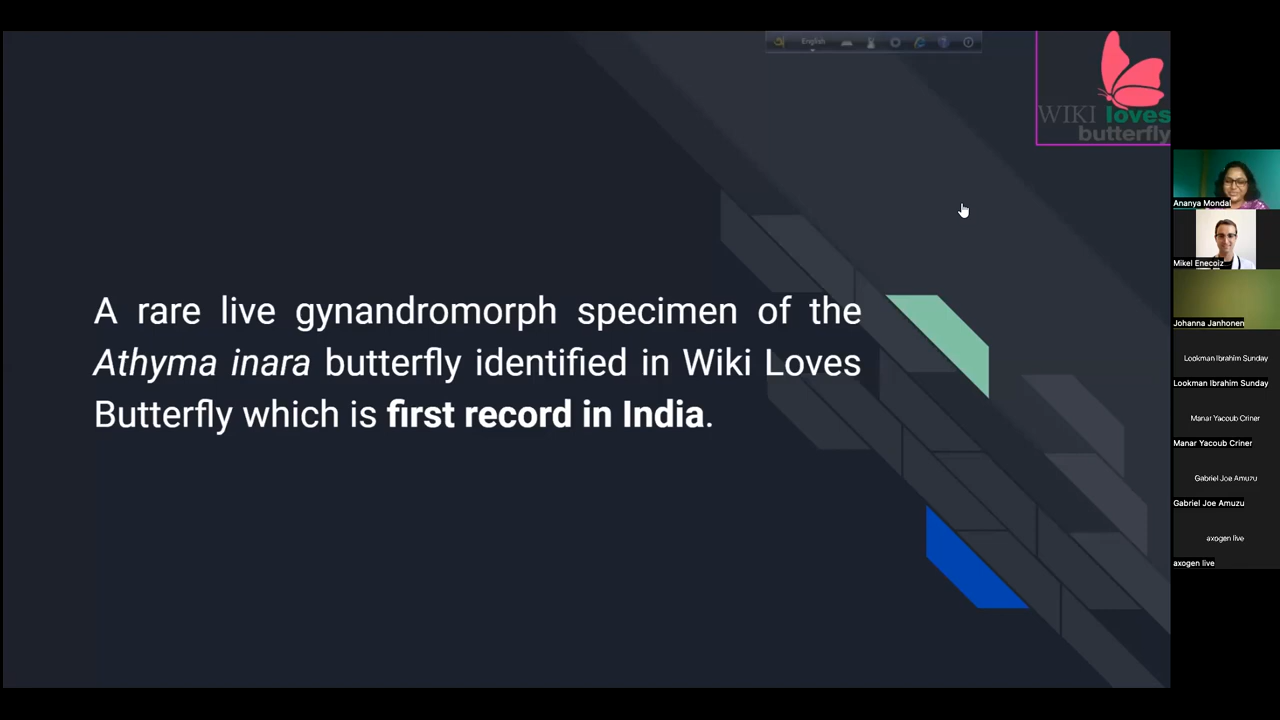 English
WIKI loves
butterfly
A rare live gynandromorph specimen of the
Athyma inara butterfly identified in Wiki Loves
Butterfly which is first record in India.
Ananya Mondal
Mikel Enecoiz
Johanna Janhonen
Lookman Ibrahim Sunday
Lookman Ibrahim Sunday
Manar Yacoub Criner
Manar Yacoub Criner
Gabriel Joe Amuzu
Gabriel Joe Amuzu
axogen live
axogen live